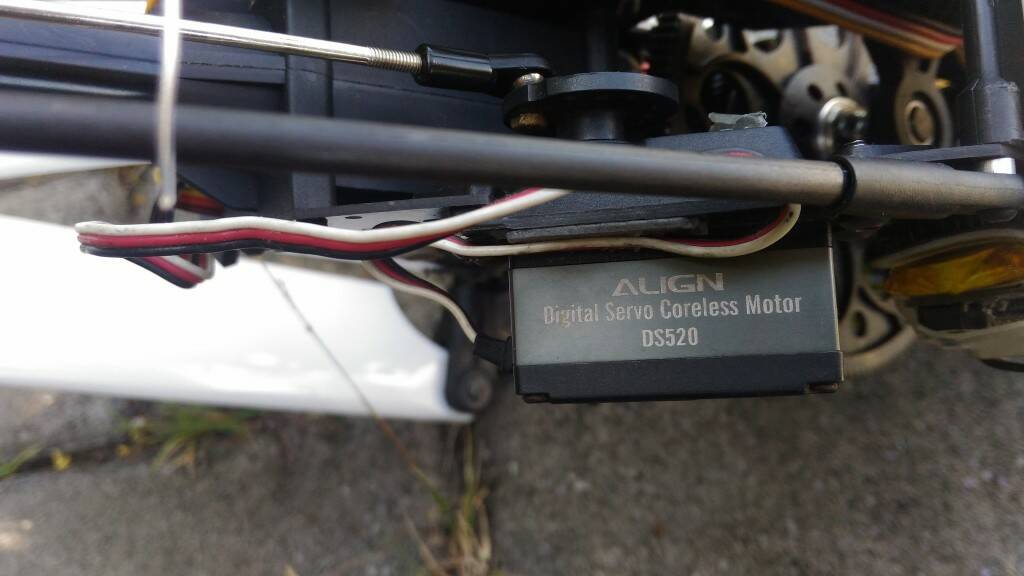 ALIGN
Digital Servo Coreless Motor
DS520